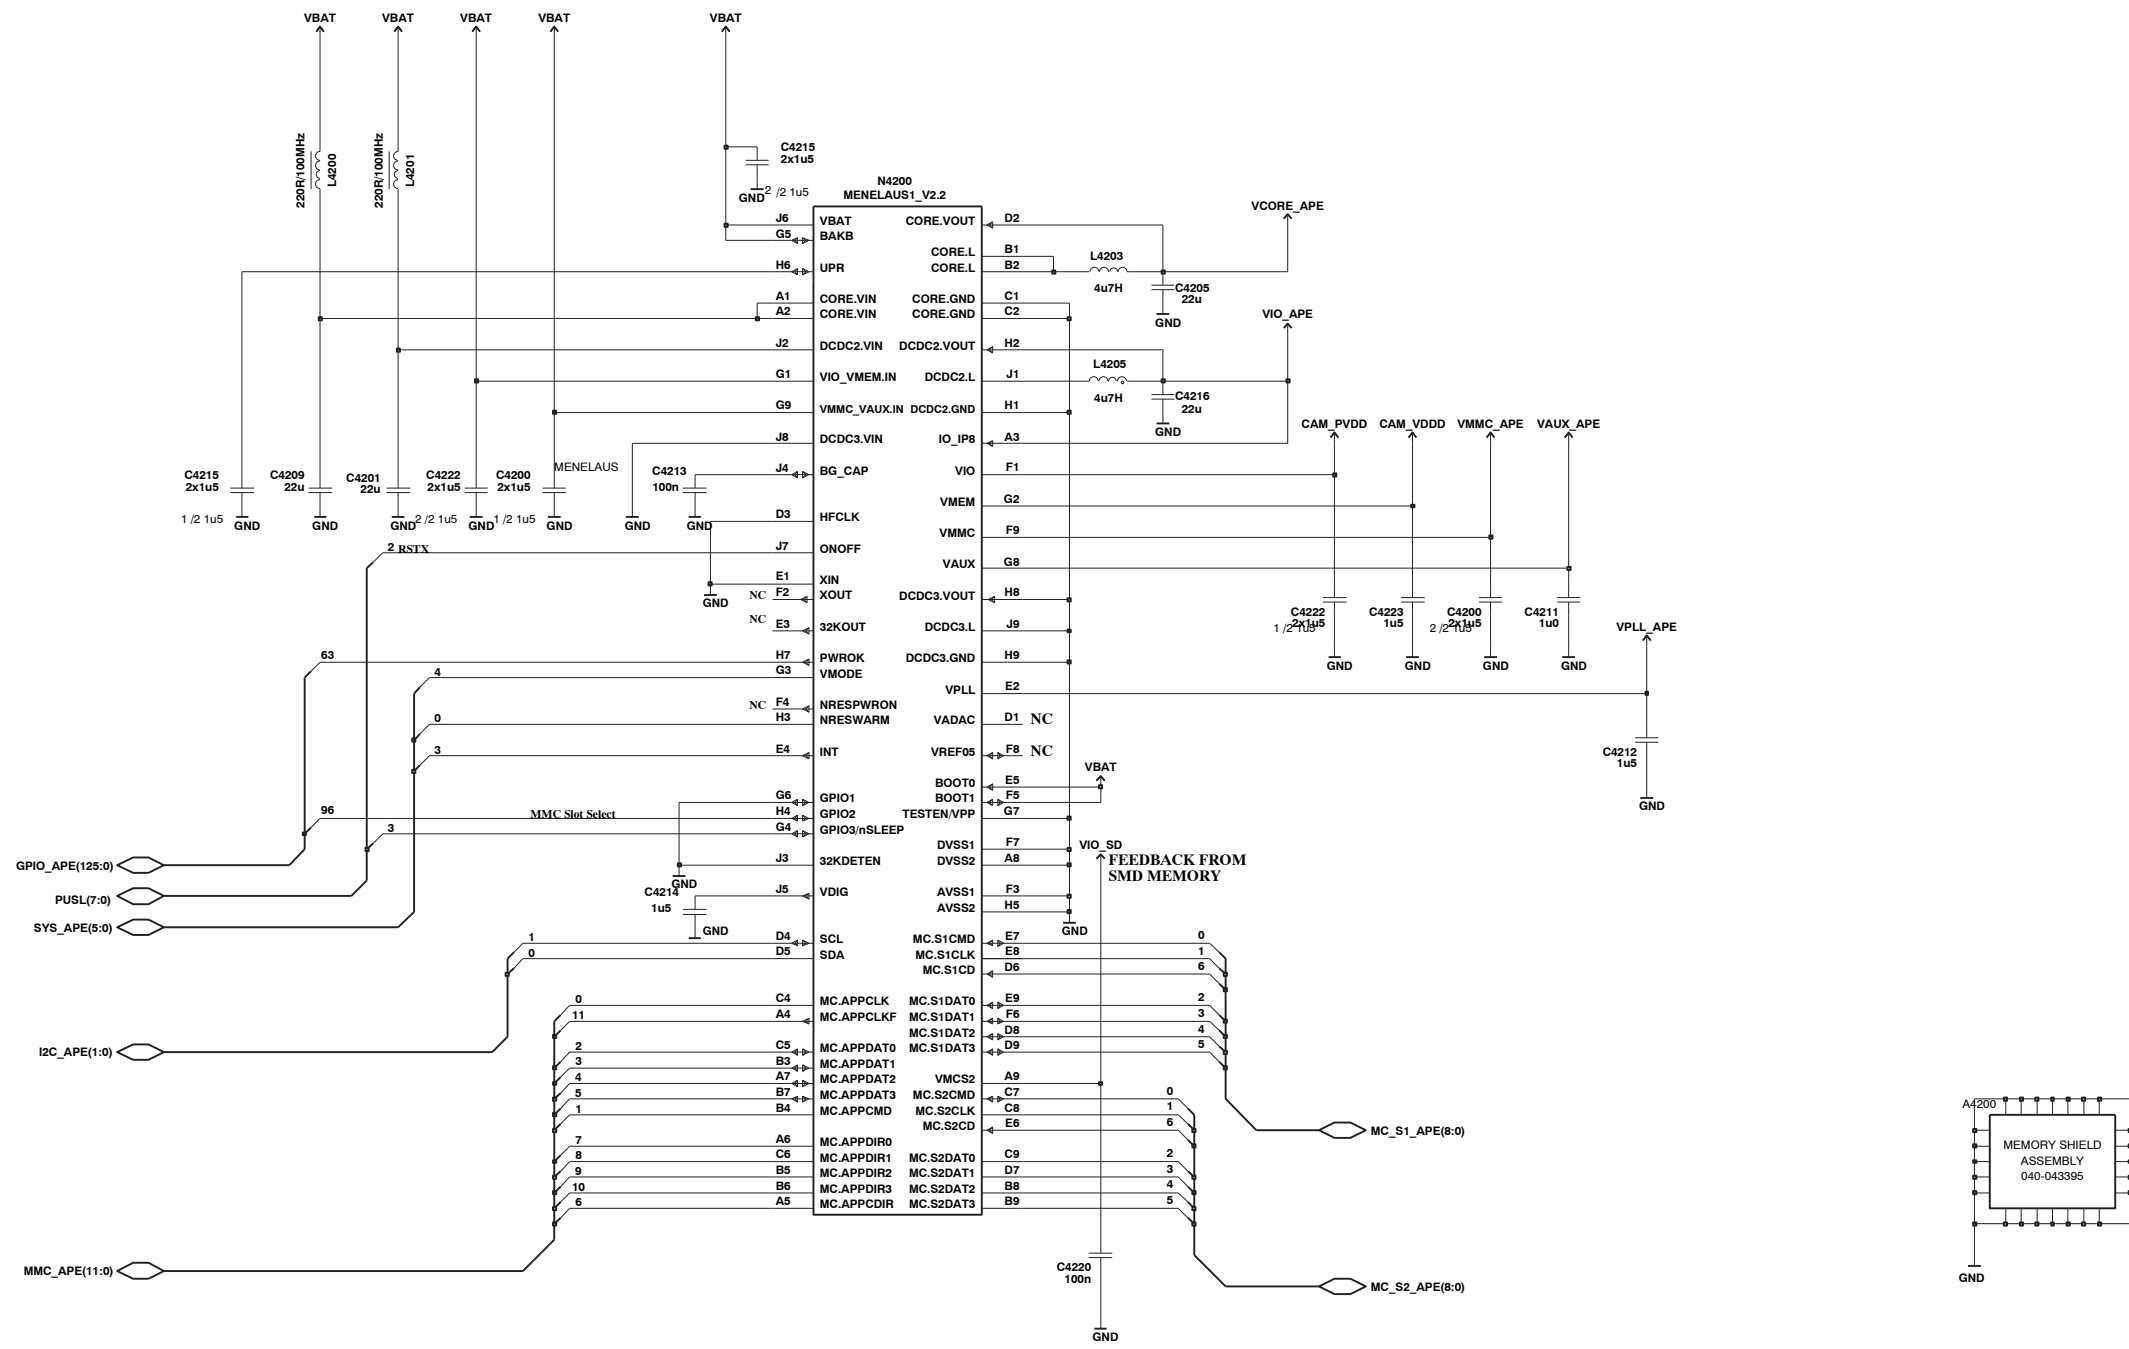 VBAT VBAT VBAT VBAT VBAT
220R/100MHz
L4200
220R/100MHz
L4201
C4215
2x1u5
GND 2 /2 1u5
N4200
MENELAUS1_V2.2
J6 VBAT CORE.VOUT D2
G5 BAKB
VCORE_APE
CORE.L B1
H6 UPR CORE.L B2
L4203
4u7H
C4205
22u
GND
A1 CORE.VIN CORE.GND C1
A2 CORE.VIN CORE.GND C2
VIO_APE
J2 DCDC2.VIN DCDC2.VOUT H2
L4205
4u7H
G1 VIO_VMEM.IN DCDC2.L J1
C4216
22u
GND
G9 VMMC_VAUX.IN DCDC2.GND H1
CAM_PVDD CAM_VDDD VMMC_APE VAUX_APE
J8 DCDC3.VIN IO_IP8 A3
MENELAUS
J4 BG_CAP VIO F1
C4215
2x1u5
1 /2 1u5
GND
C4209
22u
GND
C4201
22u
GND
C4222
2x1u5
2 /2 1u5
GND
C4200
2x1u5
1 /2 1u5
GND
GND
C4213
100n
GND
VMEM G2
D3 HFCLK
VMMC F9
2 RSTX J7 ONOFF
VAUX G8
E1 XIN
GND
NC F2 XOUT DCDC3.VOUT H8
NC E3 32KOUT DCDC3.L J9
C4222
2x1u5
1 /2 1u5
GND
C4223
1u5
GND
C4200
2x1u5
2 /2 1u5
GND
C4211
1u0
GND
VPLL_APE
63 H7 PWROK DCDC3.GND H9
4 G3 VMODE
VPLL E2
NC F4 NRESPWRON
0 H3 NRESWARM VADAC D1 NC
3 E4 INT VREF05 F8 NC
C4212
1u5
GND
VBAT
BOOT0 E5
G6 GPIO1 BOOT1 F5
96 MMC Slot Select H4 GPIO2 TESTEN/VPP G7
3 G4 GPIO3/nSLEEP
DVSS1 F7
VIO_SD
FEEDBACK FROM
SMD MEMORY
J3 32KDETEN DVSS2 A8
GND
C4214
1u5
GND
J5 VDIG AVSS1 F3
AVSS2 H5
GND
GPIO_APE(125:0)
PUSL(7:0)
SYS_APE(5:0)
1 D4 SCL MC.S1CMD E7 0
0 D5 SDA MC.S1CLK E8 1
MC.S1CD D6 6
0 C4 MC.APPCLK MC.S1DAT0 E9 2
11 A4 MC.APPCLKF MC.S1DAT1 F6 3
MC.S1DAT2 D8 4
I2C_APE(1:0)
2 C5 MC.APPDAT0 MC.S1DAT3 D9 5
3 B3 MC.APPDAT1
4 A7 MC.APPDAT2 VMCS2 A9
5 B7 MC.APPDAT3 MC.S2CMD C7 0
1 B4 MC.APPCMD MC.S2CLK C8 1
MC.S2CD E6 6
MC_S1_APE(8:0)
7 A6 MC.APPDIR0
8 C6 MC.APPDIR1 MC.S2DAT0 C9 2
9 B5 MC.APPDIR2 MC.S2DAT1 D7 3
10 B6 MC.APPDIR3 MC.S2DAT2 B8 4
6 A5 MC.APPCDIR MC.S2DAT3 B9 5
A4200
MEMORY SHIELD
ASSEMBLY
040-043395
GND
MMC_APE(11:0)
C4220
100n
GND
MC_S2_APE(8:0)